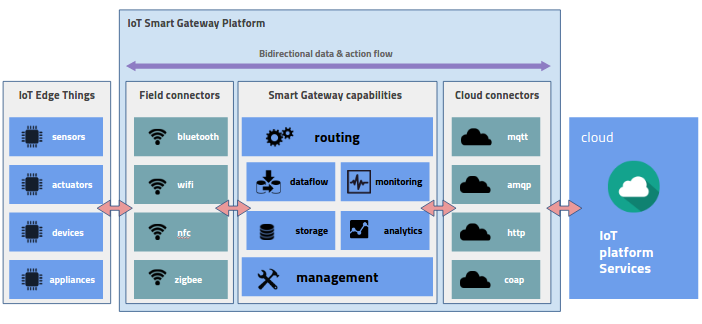 IoT Smart Gateway Platform
Bidirectional data & action flow
IoT Edge Things
sensors
actuators
devices
appliances
Field connectors
bluetooth
wifi
nfc
zigbee
Smart Gateway capabilities
routing
dataflow
monitoring
storage
analytics
management
Cloud connectors
mqtt
amqp
http
coap
cloud
IoT
platform
Services